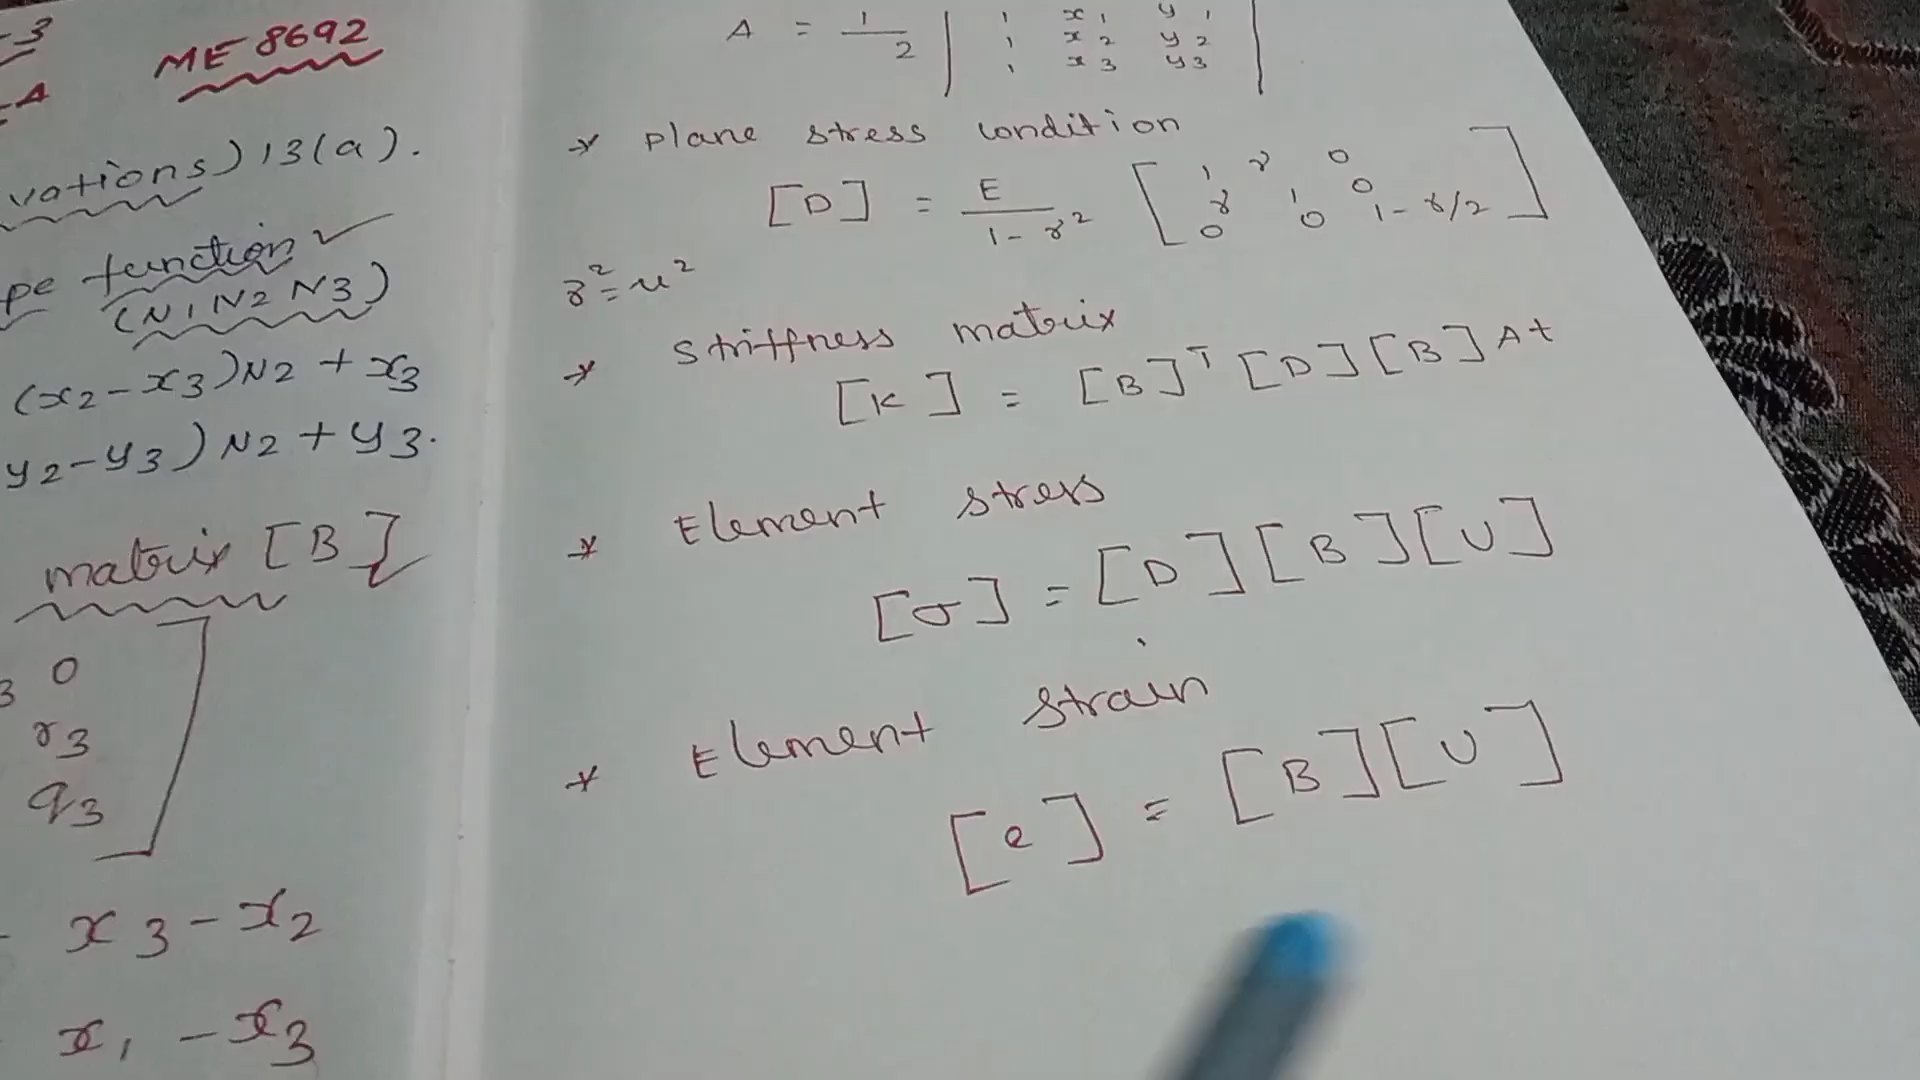 -3
ME 8692
-A
vations) 13(a).
pe function ✓
(N1 N2 N3)
(x2-x3)N2 + x3
y2-y3)N2 + y3.
matrix [B]
3 0
r3
q3
x3-x2
x1 -x3
A = 1/2 | 1 x1 y1
1 x2 y2
1 x3 y3 |
* plane stress condition
[D] = E/1-γ² [ 1 γ 0
γ 1 0
0 0 1-γ/2 ]
γ²=u²
* Stiffness matrix
[K] = [B]ᵀ [D] [B] At
* Element stress
[σ] = [D] [B] [U]
* Element strain
[e] = [B] [U]